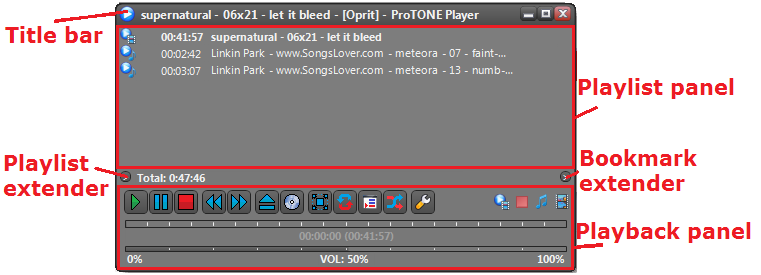 Title bar
supernatural - 06x21 - let it bleed - [Oprit] - ProTONE Player
00:41:57 supernatural - 06x21 - let it bleed
00:02:42 Linkin Park - www.SongsLover.com - meteora - 07 - faint-...
00:03:07 Linkin Park - www.SongsLover.com - meteora - 13 - numb-...
Playlist panel
Playlist
extender
Total: 0:47:46
Bookmark
extender
00:00:00 (00:41:57)
Playback panel
0% VOL: 50% 100%